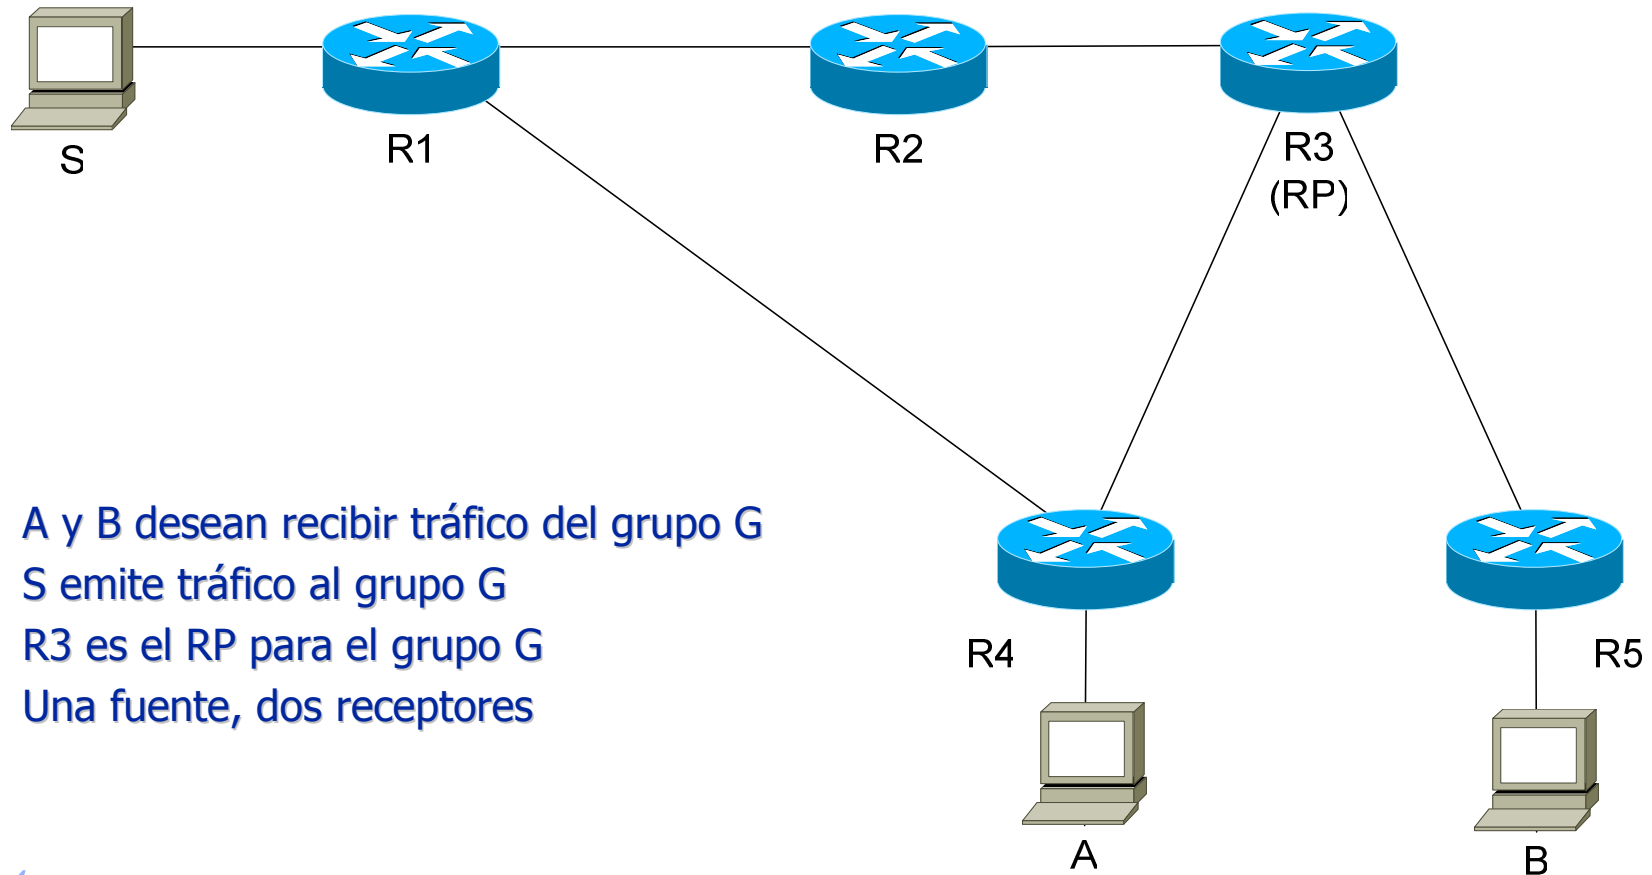 S
R1
R2
R3
(RP)
A y B desean recibir tráfico del grupo G
S emite tráfico al grupo G
R3 es el RP para el grupo G
Una fuente, dos receptores
R4
R5
A
B